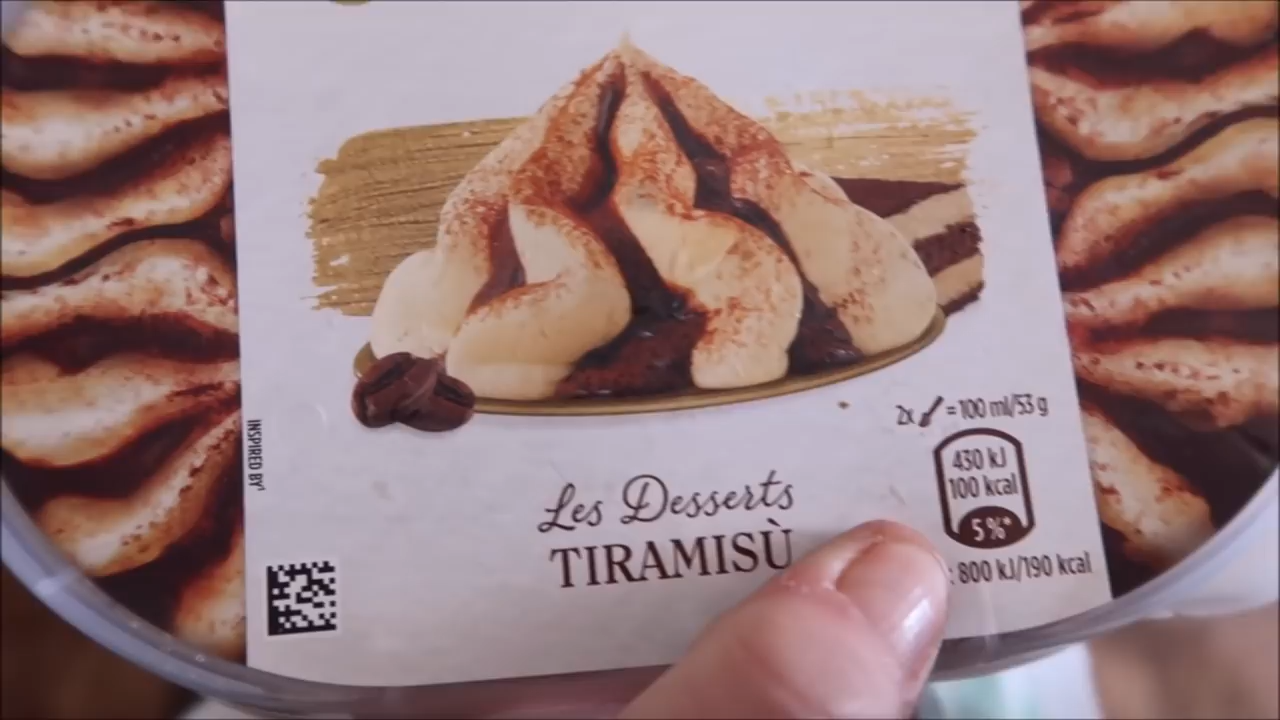 2x = 100 ml/53 g
430 kJ
100 kcal
5%*
: 800 kJ/190 kcal
INSPIRED BY*
Les Desserts
TIRAMISÙ